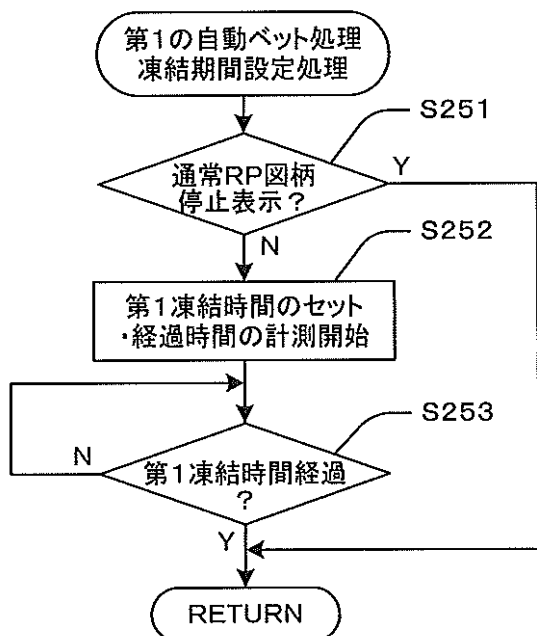 第1の自動ベット処理
凍結期間設定処理
S251
通常RP図柄
停止表示?
Y
N
S252
第1凍結時間のセット
・経過時間の計測開始
S253
N
第1凍結時間経過
?
Y
RETURN